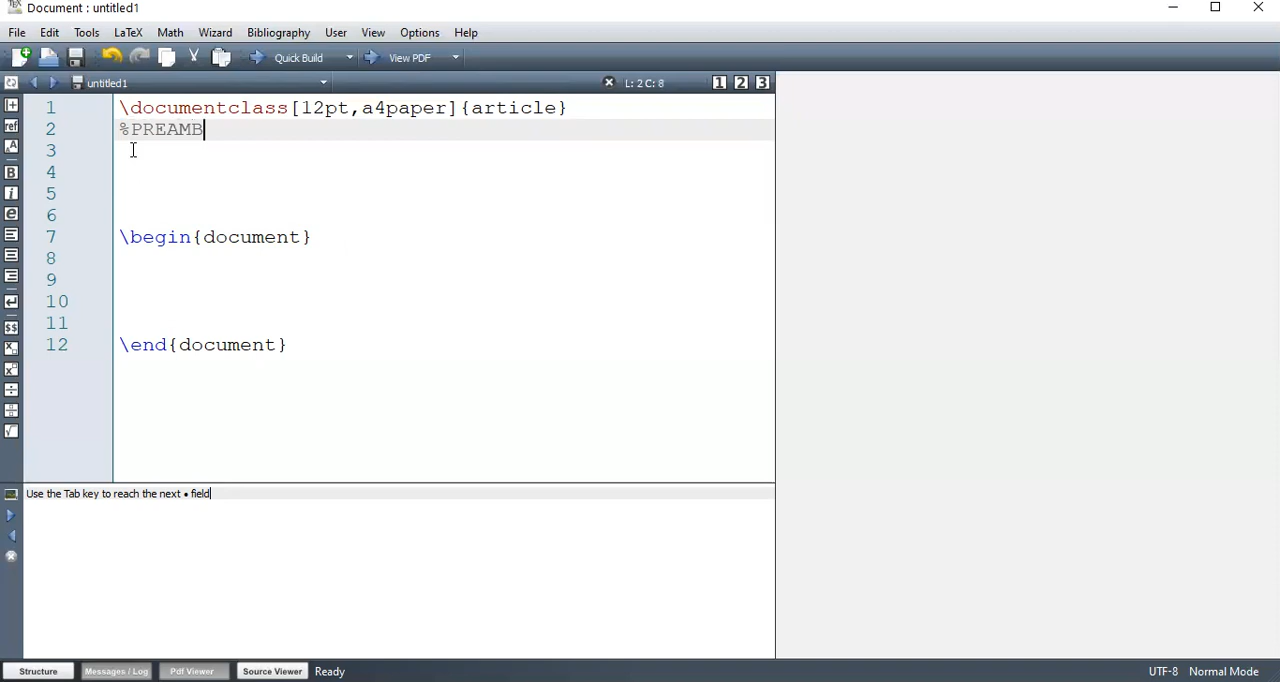 Document : untitled1
File Edit Tools LaTeX Math Wizard Bibliography User View Options Help
Quick Build View PDF
untitled1 L: 2 C: 8 1 2 3
1 \documentclass[12pt,a4paper]{article}
2 %PREAMB
3
4
5
6
7 \begin{document}
8
9
10
11
12 \end{document}
ref
A
B
i
e
$$
Use the Tab key to reach the next • field
Structure Messages / Log Pdf Viewer Source Viewer Ready UTF-8 Normal Mode